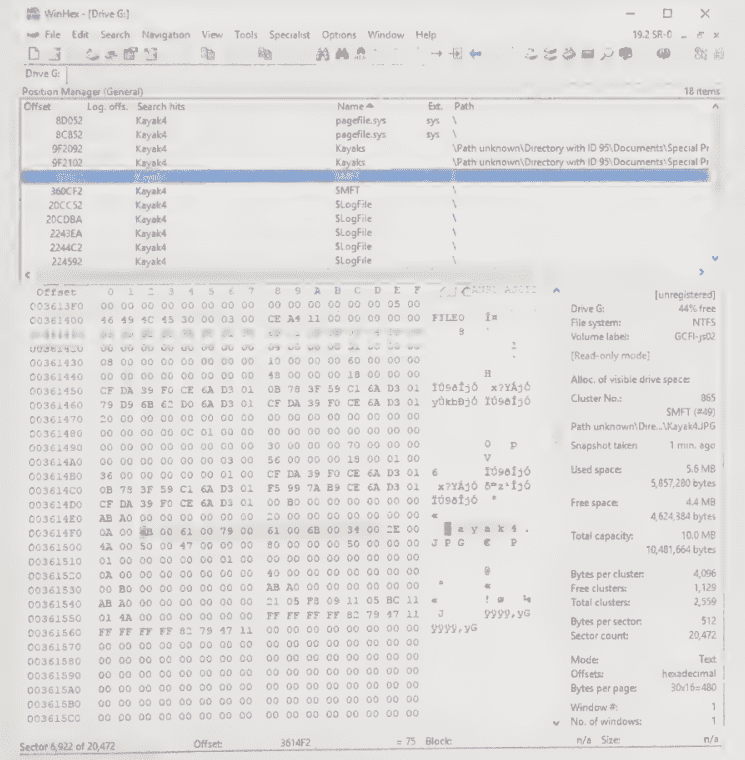 WinHex - [Drive G:]
File Edit Search Navigation View Tools Specialist Options Window Help
19.2 SR-0
Drive G:
Position Manager (General) 18 items
Offset Log. offs. Search hits Name Ext. Path
8D052 Kayak4 pagefile.sys sys \
8C852 Kayak4 pagefile.sys sys \
9F2092 Kayak4 Kayaks \Path unknown\Directory with ID 95\Documents\Special Pr
9F2102 Kayak4 Kayaks \Path unknown\Directory with ID 95\Documents\Special Pr
Kayak4 $MFT \
360CF2 Kayak4 $MFT \
20CC52 Kayak4 $LogFile \
20CDBA Kayak4 $LogFile \
2243EA Kayak4 $LogFile \
2244C2 Kayak4 $LogFile \
224592 Kayak4 $LogFile \
Offset 0 1 2 3 4 5 6 7 8 9 A B C D E F
003613F0 00 00 00 00 00 00 00 00 00 00 00 00 00 00 05 00
00361400 46 49 4C 45 30 00 03 00 CE A4 11 00 00 00 00 00 FILE0 Τ
00361430 08 00 00 00 00 00 00 00 10 00 00 00 60 00 00 00
00361440 00 00 00 00 00 00 00 00 48 00 00 00 18 00 00 00 H
00361450 CF DA 39 F0 CE 6A D3 01 0B 78 3F 59 C1 6A D3 01 ÏÚ9ðÎjÓ x?YÁjÓ
00361460 79 D9 6B 62 D0 6A D3 01 CF DA 39 F0 CE 6A D3 01 yÙkbÐjÓ ÏÚ9ðÎjÓ
00361470 20 00 00 00 00 00 00 00 00 00 00 00 00 00 00 00
00361480 00 00 00 00 0C 01 00 00 00 00 00 00 00 00 00 00
00361490 00 00 00 00 00 00 00 00 30 00 00 00 70 00 00 00 0 p
003614A0 00 00 00 00 00 00 03 00 56 00 00 00 18 00 01 00 V
003614B0 36 00 00 00 00 00 01 00 CF DA 39 F0 CE 6A D3 01 6 ÏÚ9ðÎjÓ
003614C0 0B 78 3F 59 C1 6A D3 01 F5 99 7A B9 CE 6A D3 01 x?YÁjÓ õ™z¹ÎjÓ
003614D0 CF DA 39 F0 CE 6A D3 01 00 B0 00 00 00 00 00 00 ÏÚ9ðÎjÓ °
003614E0 AB A0 00 00 00 00 00 00 20 00 00 00 00 00 00 00 «
003614F0 0A 00 4B 00 61 00 79 00 61 00 6B 00 34 00 2E 00 K a y a k 4 .
00361500 4A 00 50 00 47 00 00 00 80 00 00 00 50 00 00 00 J P G € P
00361510 01 00 00 00 00 00 01 00 00 00 00 00 00 00 00 00
00361520 0A 00 00 00 00 00 00 00 40 00 00 00 00 00 00 00 @
00361530 00 B0 00 00 00 00 00 00 AB A0 00 00 00 00 00 00 ° «
00361540 AB A0 00 00 00 00 00 00 21 05 F8 09 11 05 BC 11 « ! ø ¼
00361550 01 4A 00 00 00 00 00 00 FF FF FF FF 82 79 47 11 J ÿÿÿÿ‚yG
00361560 FF FF FF FF 82 79 47 11 00 00 00 00 00 00 00 00 ÿÿÿÿ‚yG
00361570 00 00 00 00 00 00 00 00 00 00 00 00 00 00 00 00
00361580 00 00 00 00 00 00 00 00 00 00 00 00 00 00 00 00
00361590 00 00 00 00 00 00 00 00 00 00 00 00 00 00 00 00
003615A0 00 00 00 00 00 00 00 00 00 00 00 00 00 00 00 00
003615B0 00 00 00 00 00 00 00 00 00 00 00 00 00 00 00 00
003615C0 00 00 00 00 00 00 00 00 00 00 00 00 00 00 00 00
[unregistered]
Drive G: 44% free
File system: NTFS
Volume label: GCFI-js02
[Read-only mode]
Alloc. of visible drive space:
Cluster No.: 865
$MFT (#49)
Path unknown\Dire...\Kayak4.JPG
Snapshot taken 1 min. ago
Used space: 5.6 MB
5,857,280 bytes
Free space: 4.4 MB
4,624,384 bytes
Total capacity: 10.0 MB
10,481,664 bytes
Bytes per cluster: 4,096
Free clusters: 1,129
Total clusters: 2,559
Bytes per sector: 512
Sector count: 20,472
Mode: Text
Offsets: hexadecimal
Bytes per page: 30x16=480
Window #: 1
No. of windows: 1
Sector 6,922 of 20,472 Offset: 3614F2 = 75 Block: n/a Size: n/a